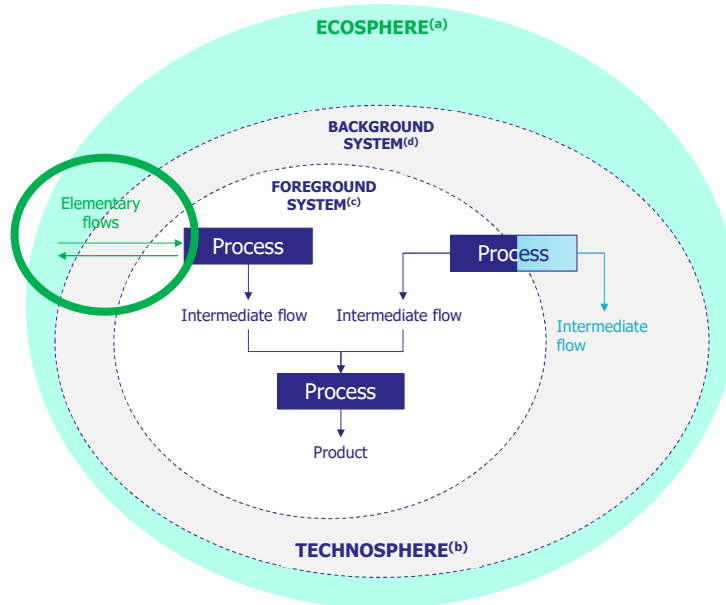 ECOSPHERE(a)
BACKGROUND
SYSTEM(d)
FOREGROUND
SYSTEM(c)
Elementary
flows
Process
Process
Intermediate flow
Intermediate flow
Intermediate
flow
Process
Product
TECHNOSPHERE(b)